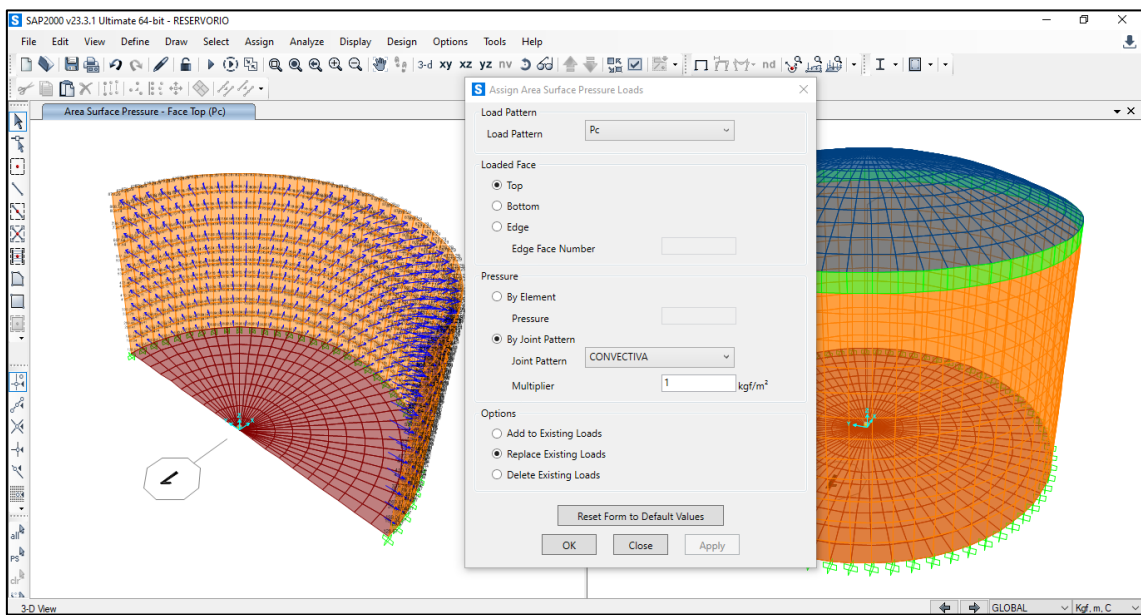 SAP2000 v23.3.1 Ultimate 64-bit - RESERVORIO
File Edit View Define Draw Select Assign Analyze Display Design Options Tools Help
3-d xy xz yz nv nd
Area Surface Pressure - Face Top (Pc)
Assign Area Surface Pressure Loads
Load Pattern
Load Pattern Pc
Loaded Face
Top
Bottom
Edge
Edge Face Number
Pressure
By Element
Pressure
By Joint Pattern
Joint Pattern CONVECTIVA
Multiplier 1 kgf/m²
Options
Add to Existing Loads
Replace Existing Loads
Delete Existing Loads
Reset Form to Default Values
OK Close Apply
all
PS
clr
3-D View GLOBAL Kgf, m, C